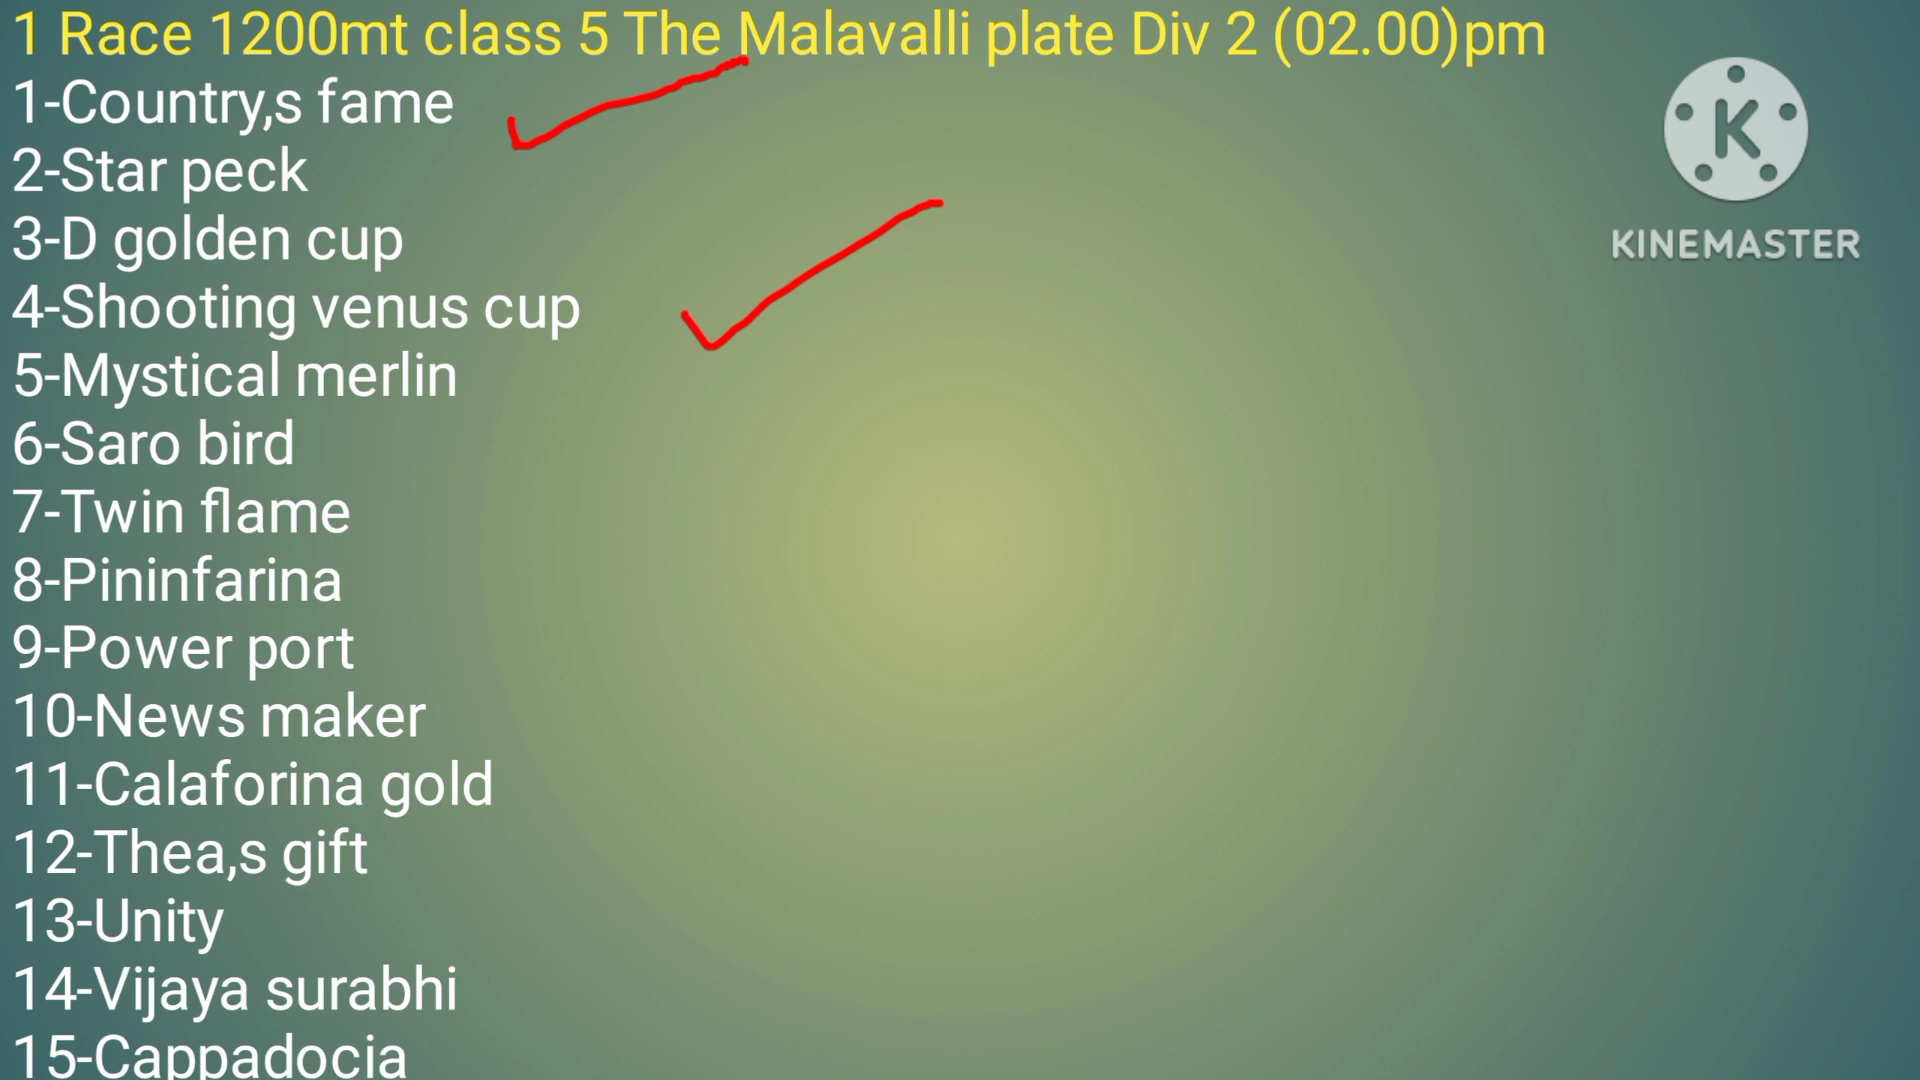 1 Race 1200mt class 5 The Malavalli plate Div 2 (02.00)pm
1-Country,s fame
2-Star peck
3-D golden cup
4-Shooting venus cup
5-Mystical merlin
6-Saro bird
7-Twin flame
8-Pininfarina
9-Power port
10-News maker
11-Calaforina gold
12-Thea,s gift
13-Unity
14-Vijaya surabhi
15-Cappadocia
K
KINEMASTER